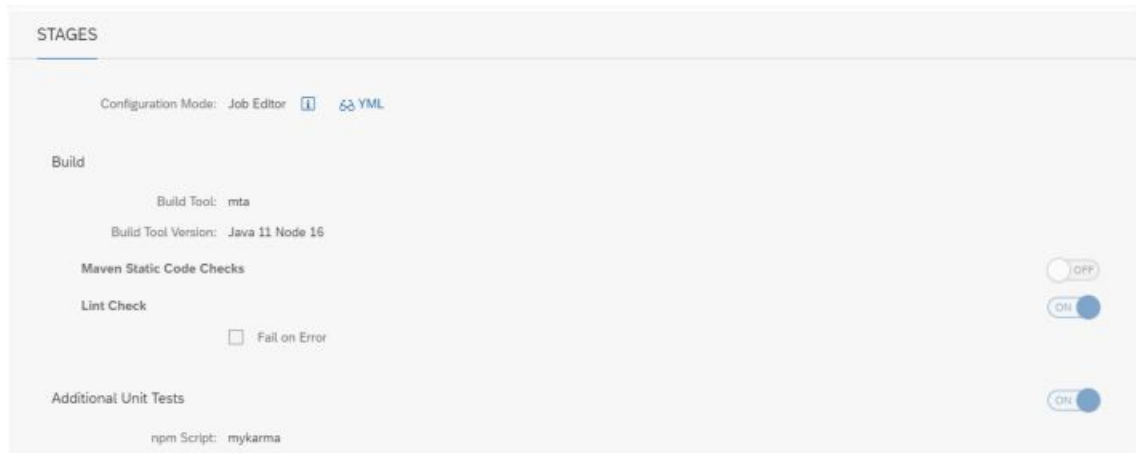 STAGES
Configuration Mode: Job Editor i YML
Build
Build Tool: mta
Build Tool Version: Java 11 Node 16
Maven Static Code Checks OFF
Lint Check ON
Fail on Error
Additional Unit Tests ON
npm Script: mykarma